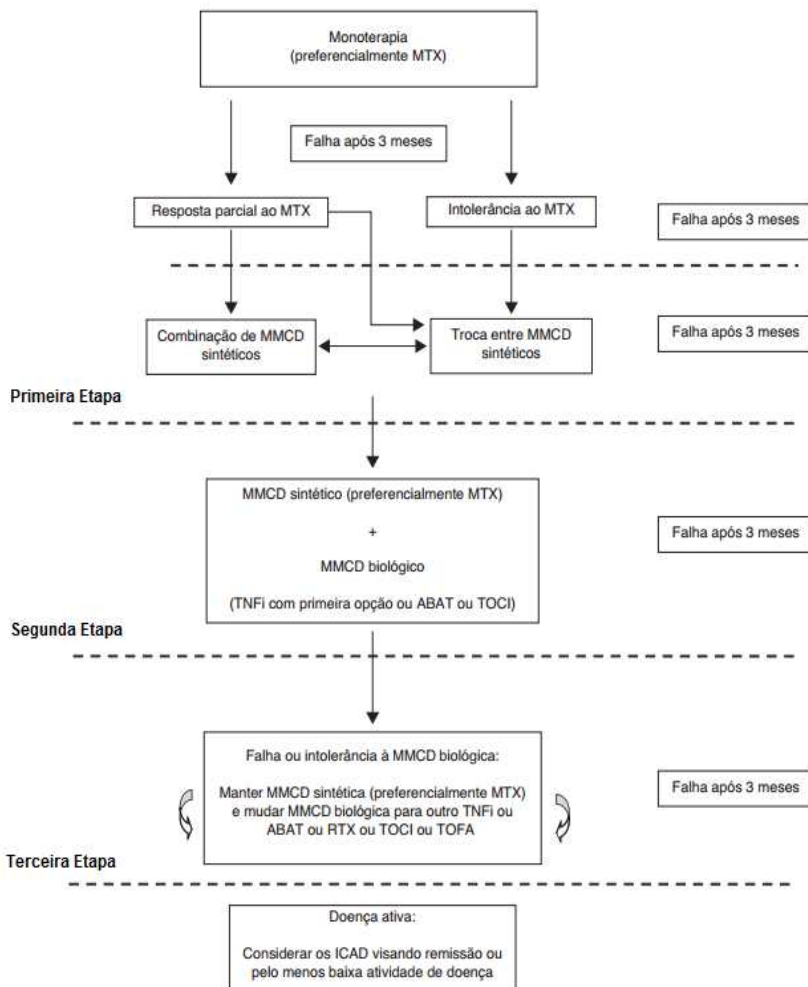 Monoterapia
(preferencialmente MTX)
Falha após 3 meses
Resposta parcial ao MTX
Intolerância ao MTX
Falha após 3 meses
Combinação de MMCD
sintéticos
Troca entre MMCD
sintéticos
Falha após 3 meses
Primeira Etapa
MMCD sintético (preferencialmente MTX)
+
MMCD biológico
(TNFi com primeira opção ou ABAT ou TOCI)
Falha após 3 meses
Segunda Etapa
Falha ou intolerância à MMCD biológica:
Manter MMCD sintética (preferencialmente MTX)
e mudar MMCD biológica para outro TNFi ou
ABAT ou RTX ou TOCI ou TOFA
Falha após 3 meses
Terceira Etapa
Doença ativa:
Considerar os ICAD visando remissão ou
pelo menos baixa atividade de doença